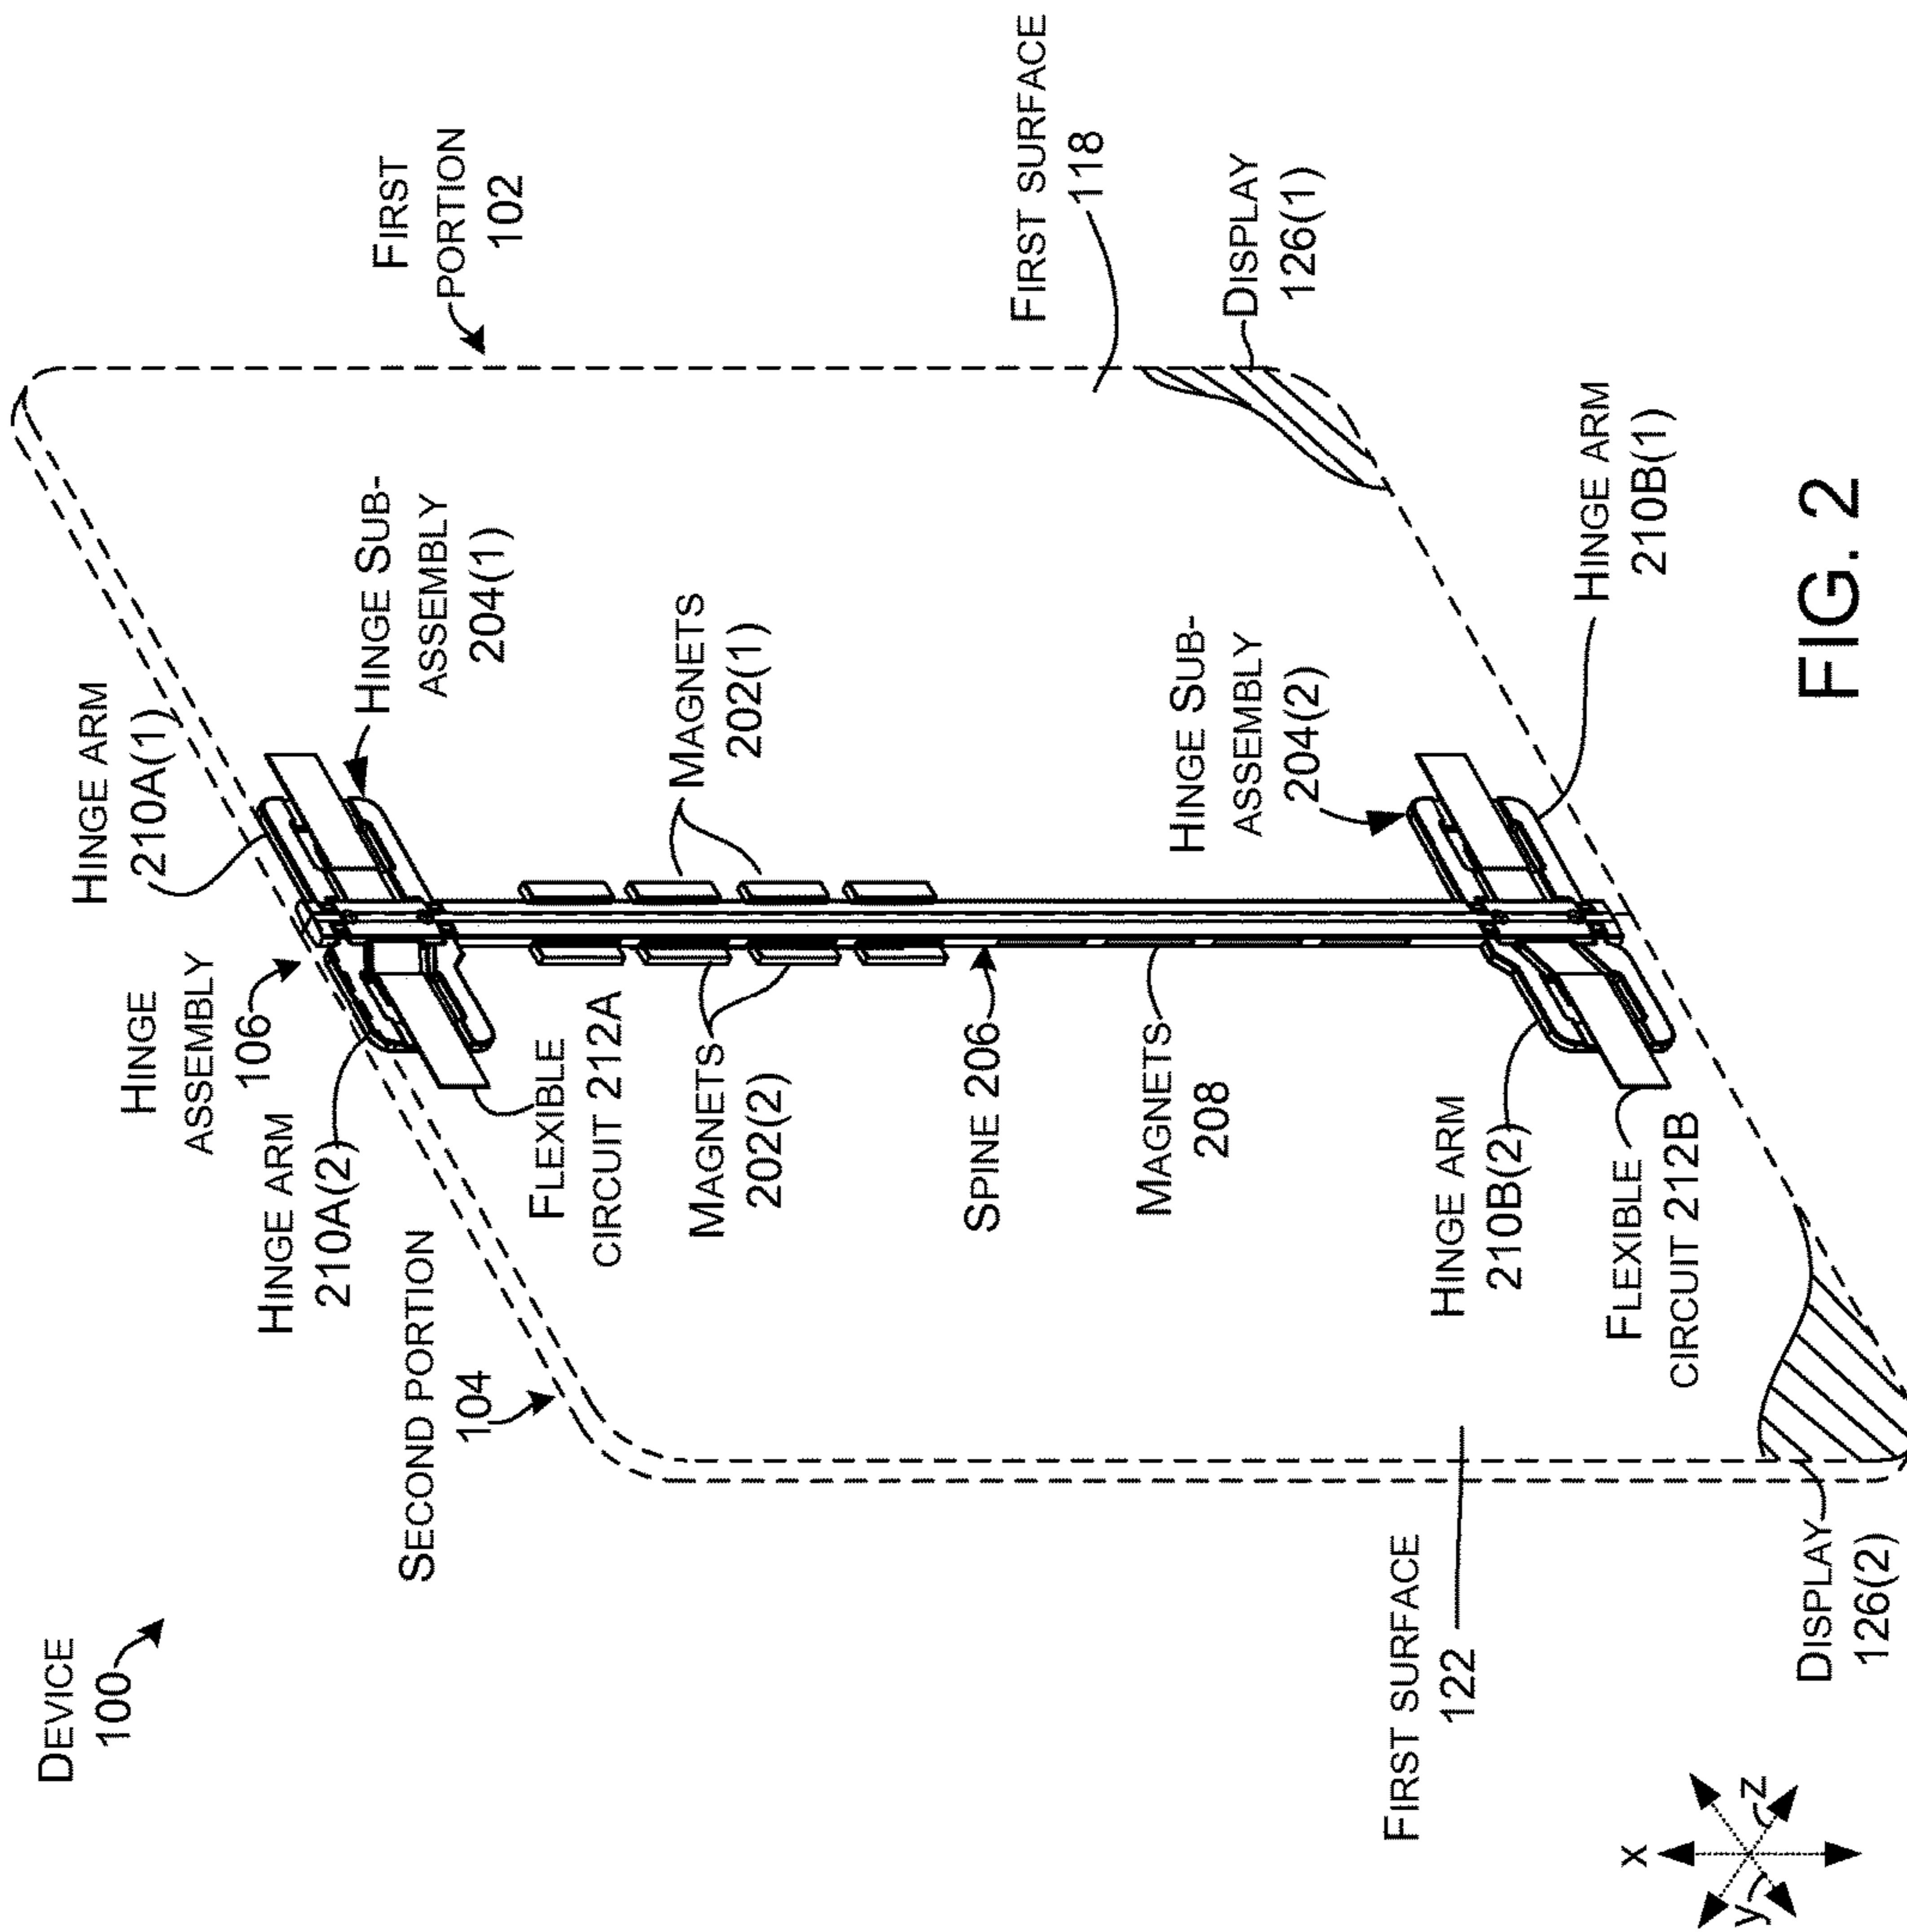 DEVICE
100
SECOND PORTION
104
HINGE ARM
210A(2)
HINGE
ASSEMBLY
106
HINGE ARM
210A(1)
HINGE SUB-
ASSEMBLY
204(1)
FIRST
PORTION
102
FLEXIBLE
CIRCUIT 212A
MAGNETS
202(2)
MAGNETS
202(1)
SPINE 206
MAGNETS
208
FIRST SURFACE
118
DISPLAY
126(1)
HINGE SUB-
ASSEMBLY
204(2)
HINGE ARM
210B(1)
HINGE ARM
210B(2)
FLEXIBLE
CIRCUIT 212B
FIRST SURFACE
122
DISPLAY
126(2)
x
y
z
FIG. 2